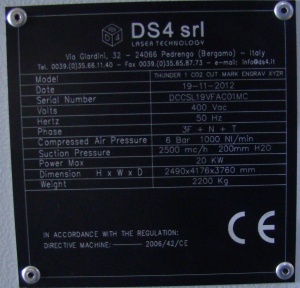 DS4 srl
LASER TECHNOLOGY
Via Giardini, 32 - 24066 Pedrengo (Bergamo) - Italy
Tel. 0039.(0)35.66.11.40 - Fax 0039.(0)35.65.67.73 - e-mail: info@ds4.it
Model THUNDER 1 CO2 CUT MARK ENGRAV XYZR
Date 19-11-2012
Serial Number DCCSL19VFAC01MC
Volts 400 Vac
Hertz 50 Hz
Phase 3F + N + T
Compressed Air Pressure 6 Bar 1000 Nl/min
Suction Pressure 2500 mc/h 200mm H2O
Power Max 20 KW
Dimension H x W x D 2490x4176x3760 mm
Weight 2200 Kg
IN ACCORDANCE WITH THE REGULATION:
DIRECTIVE MACHINE: 2006/42/CE
CE